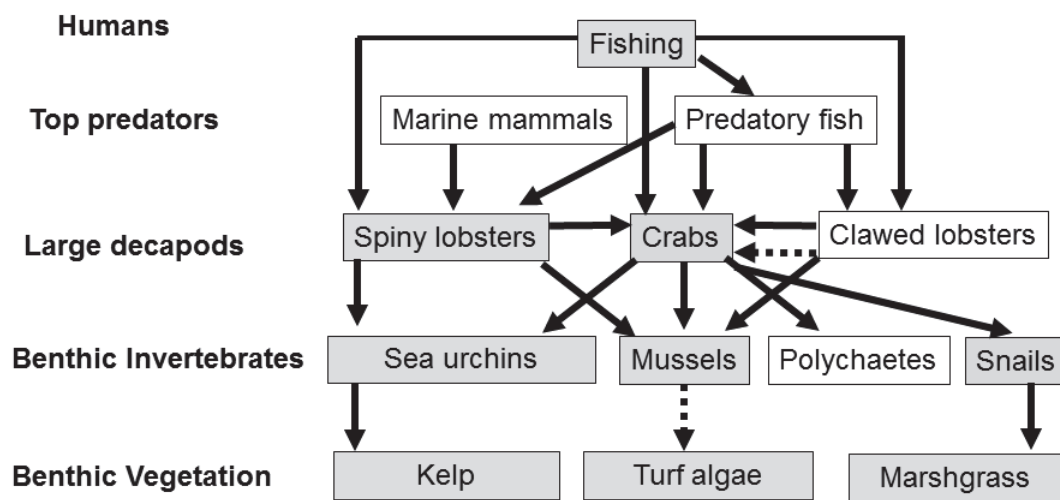 Humans
Fishing
Top predators
Marine mammals
Predatory fish
Large decapods
Spiny lobsters
Crabs
Clawed lobsters
Benthic Invertebrates
Sea urchins
Mussels
Polychaetes
Snails
Benthic Vegetation
Kelp
Turf algae
Marshgrass